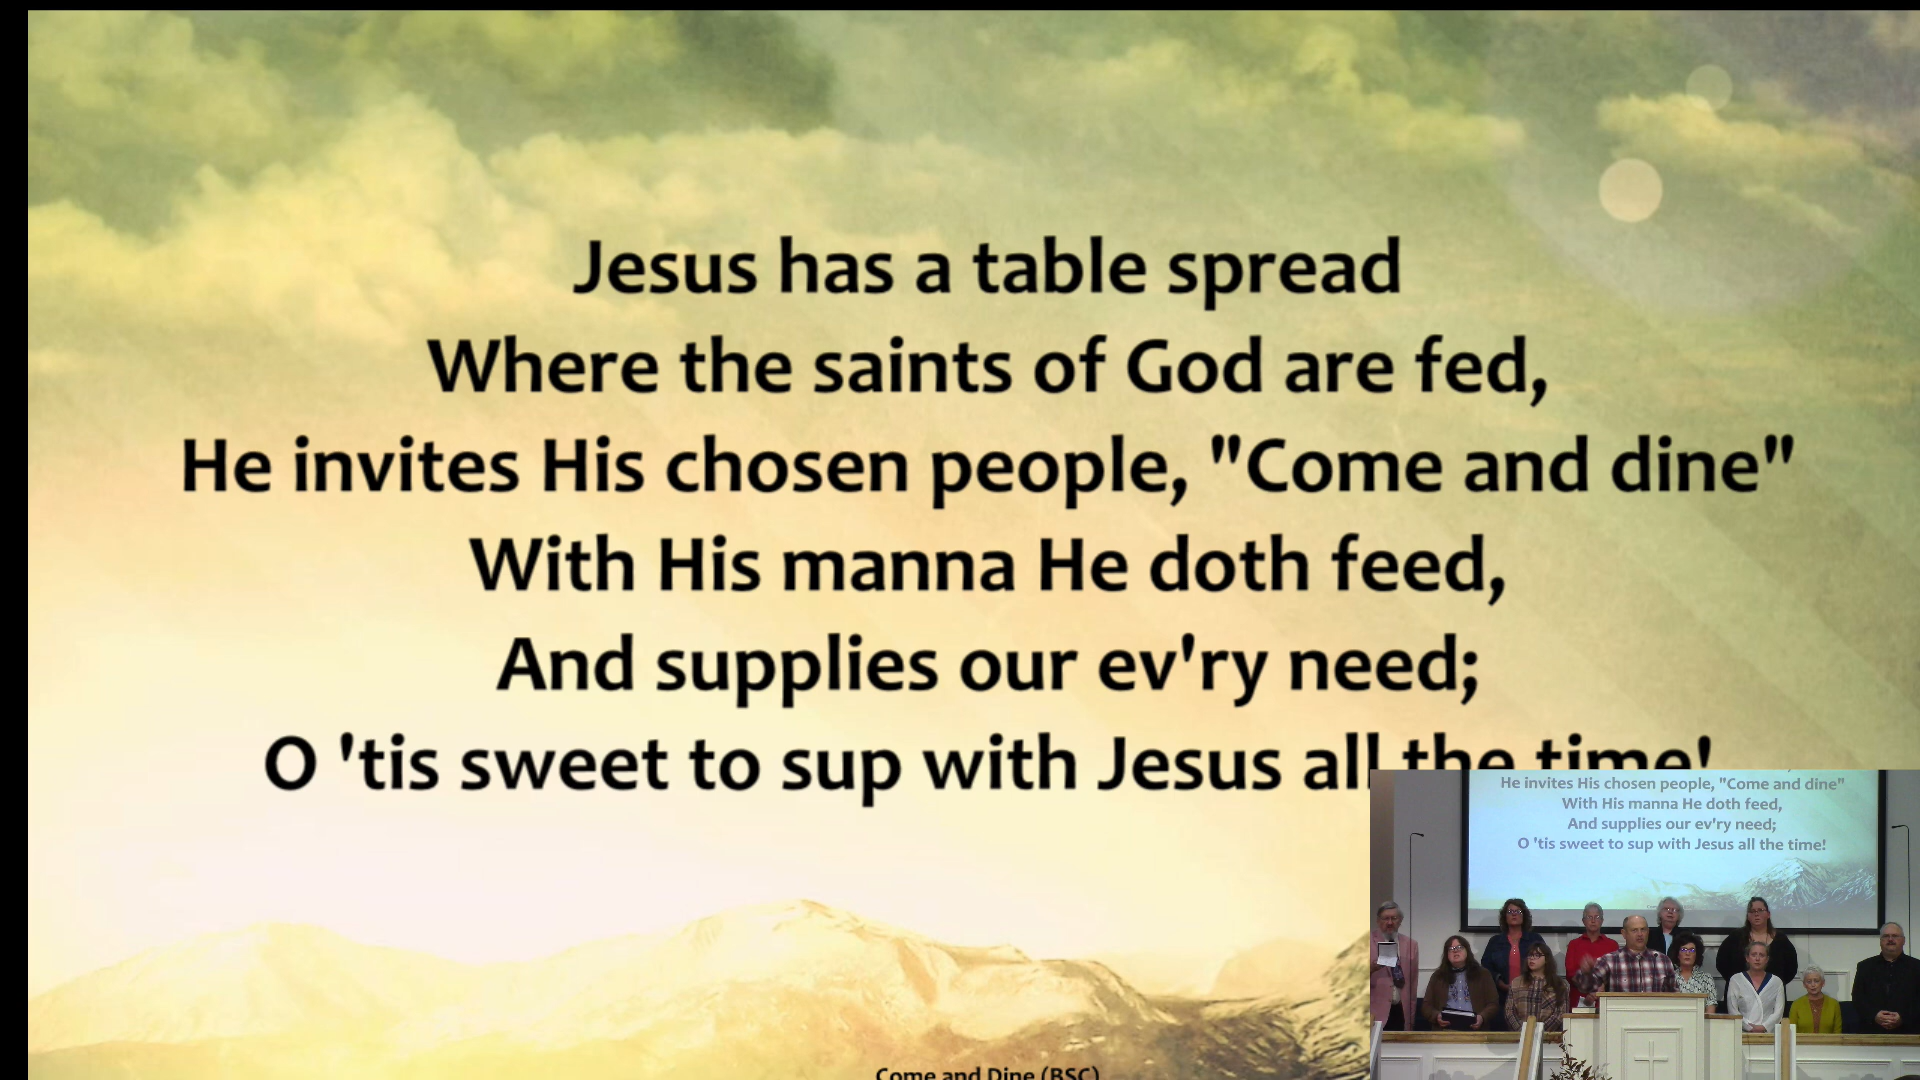 Jesus has a table spread
Where the saints of God are fed,
He invites His chosen people, "Come and dine"
With His manna He doth feed,
And supplies our ev'ry need;
O 'tis sweet to sup with Jesus all the time!
He invites His chosen people, "Come and dine"
With His manna He doth feed,
And supplies our ev'ry need;
O 'tis sweet to sup with Jesus all the time!
Come and Dine (BSC)